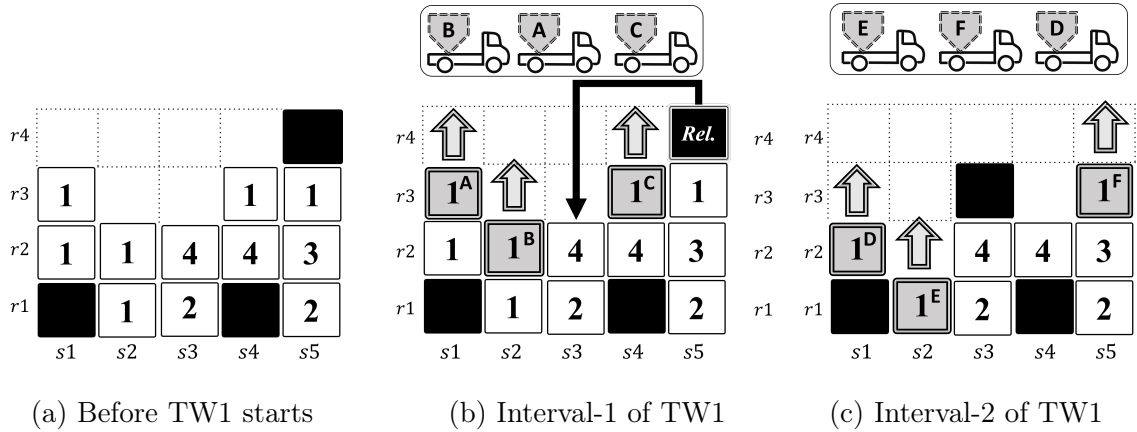 B A C
E F D
r4
r3 1 1 1
r2 1 1 4 4 3
r1 1 2 2
s1 s2 s3 s4 s5
(a) Before TW1 starts
r4 Rel.
r3 1A 1C 1
r2 1 1B 4 4 3
r1 1 2 2
s1 s2 s3 s4 s5
(b) Interval-1 of TW1
r4
r3 1F
r2 1D 4 4 3
r1 1E 2 2
s1 s2 s3 s4 s5
(c) Interval-2 of TW1